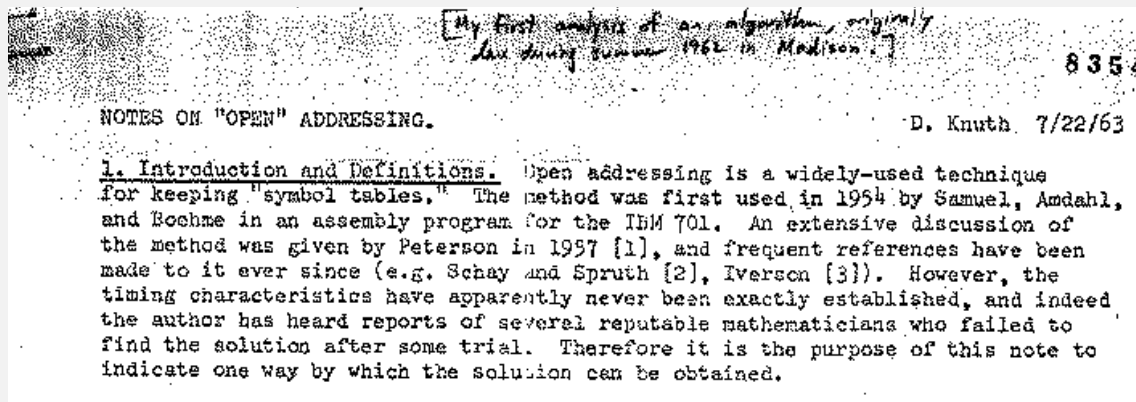 [My first analysis of an algorithm, originally
done during summer 1962 in Madison.]
8354
NOTES ON "OPEN" ADDRESSING.
D. Knuth 7/22/63
1. Introduction and Definitions. Open addressing is a widely-used technique
for keeping "symbol tables." The method was first used in 1954 by Samuel, Amdahl,
and Boehme in an assembly program for the IBM 701. An extensive discussion of
the method was given by Peterson in 1957 [1], and frequent references have been
made to it ever since (e.g. Schay and Spruth [2], Iverson [3]). However, the
timing characteristics have apparently never been exactly established, and indeed
the author has heard reports of several reputable mathematicians who failed to
find the solution after some trial. Therefore it is the purpose of this note to
indicate one way by which the solution can be obtained.